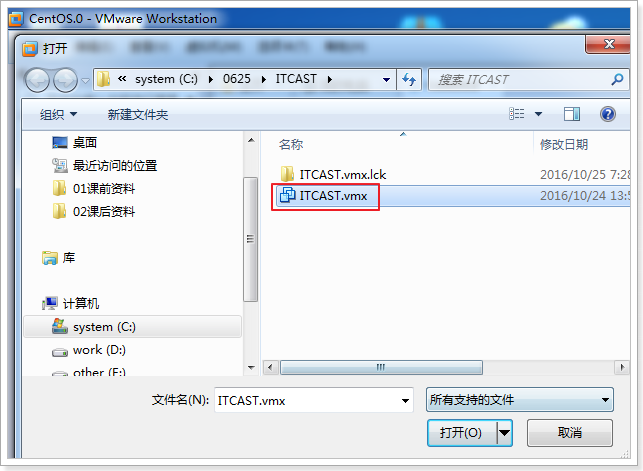 CentOS.0 - VMware Workstation
打开
« system (C:) ▸ 0625 ▸ ITCAST ▸
搜索 ITCAST
组织 新建文件夹
名称 修改日期
桌面
最近访问的位置
01课前资料
02课后资料
库
计算机
system (C:)
work (D:)
other (E:)
ITCAST.vmx.lck 2016/10/25 7:28
ITCAST.vmx 2016/10/24 13:5
文件名(N): ITCAST.vmx 所有支持的文件
打开(O) 取消